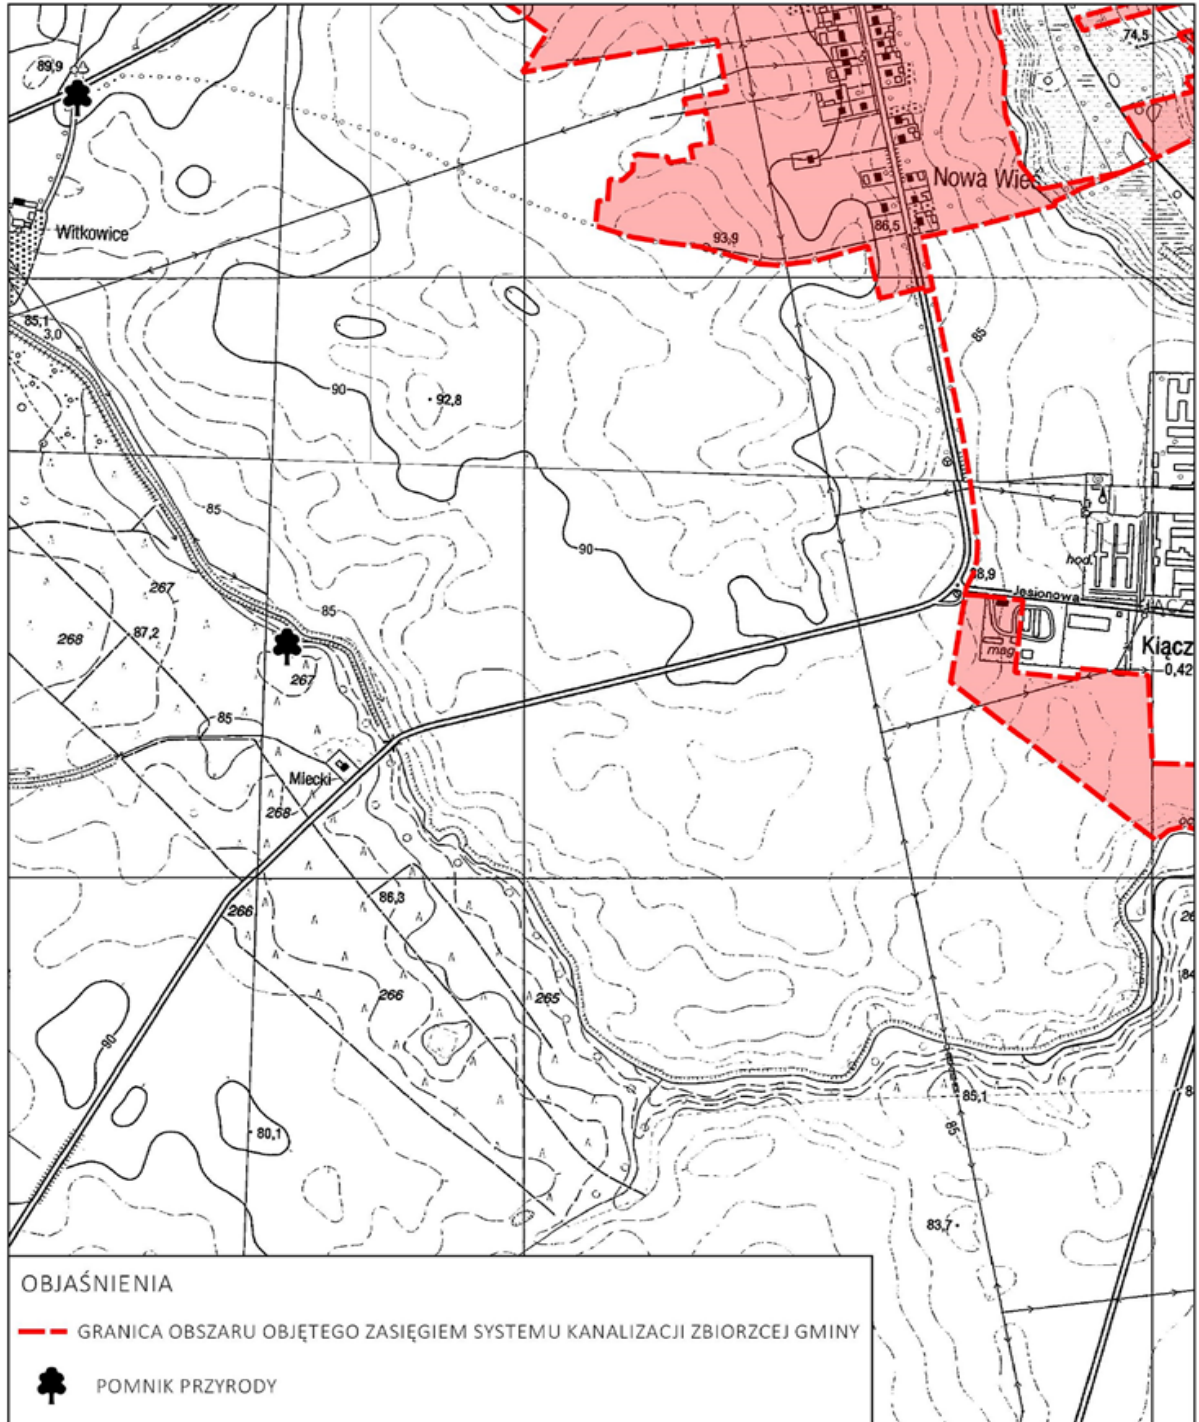 74,5
89,9
Nowa Wieś
86,5
Witkowice
93,9
85,1
3,0
85
90
92,8
85
90
267
hod.
88,9
Jesionowa
85
268
87,2
mag.
Kiącz
0,42
267
85
Miecki
268
86,3
266
266
265
90
85,1
80,1
85
83,7
OBJAŚNIENIA
GRANICA OBSZARU OBJĘTEGO ZASIĘGIEM SYSTEMU KANALIZACJI ZBIORZCEJ GMINY
POMNIK PRZYRODY